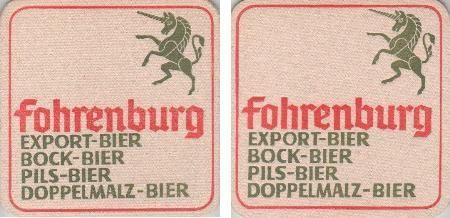 fohrenburg
EXPORT-BIER
BOCK-BIER
PILS-BIER
DOPPELMALZ-BIER
fohrenburg
EXPORT-BIER
BOCK-BIER
PILS-BIER
DOPPELMALZ-BIER